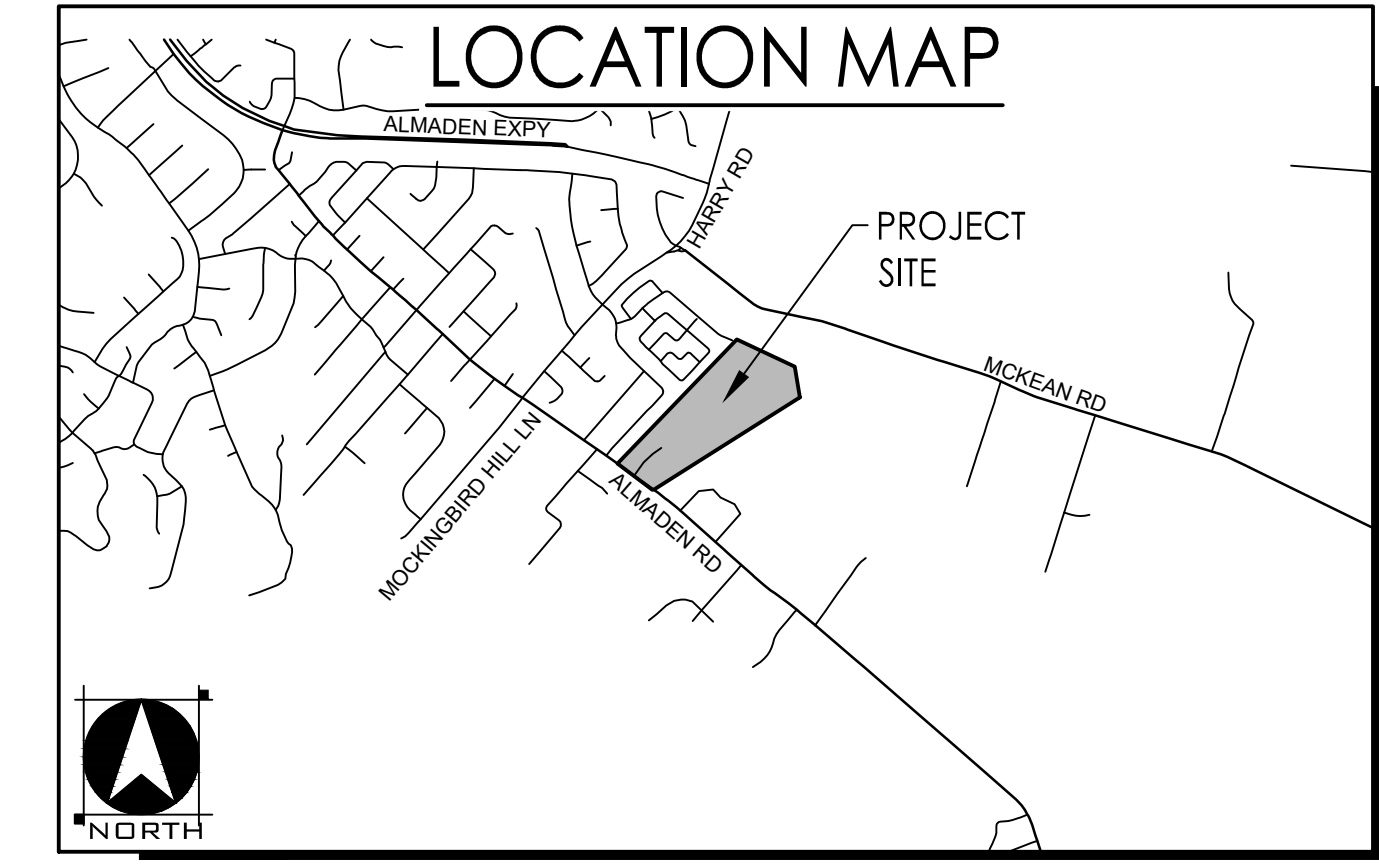 LOCATION MAP
ALMADEN EXPY
HARRY RD
PROJECT
SITE
MCKEAN RD
MOCKINGBIRD HILL LN
ALMADEN RD
NORTH